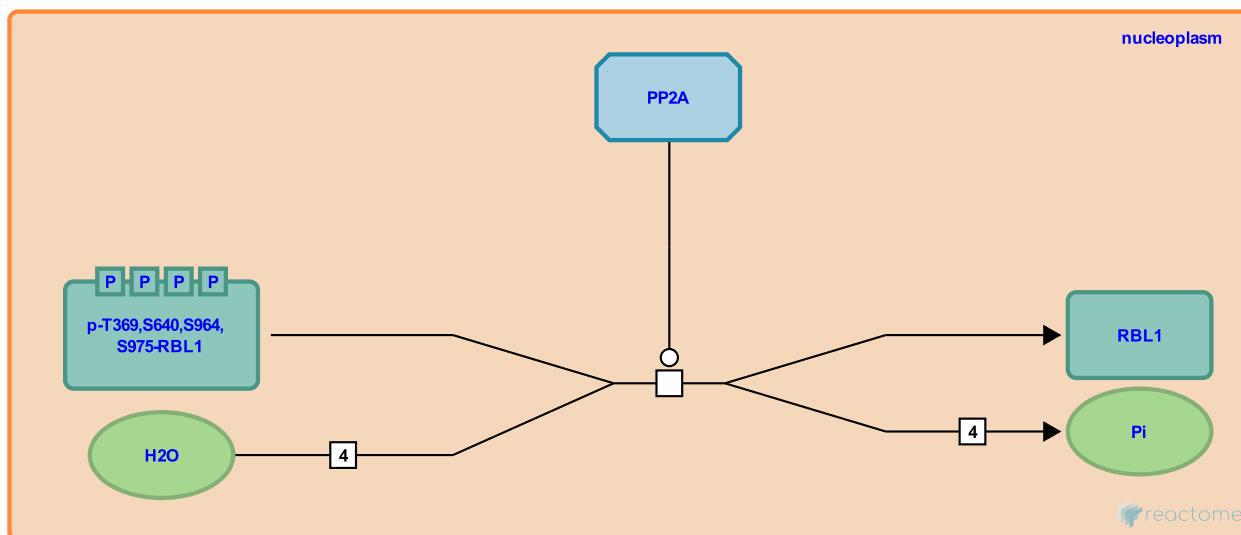 nucleoplasm
PP2A
P P P P
p-T369,S640,S964,
S975-RBL1
RBL1
H2O
4
4
Pi
reactome